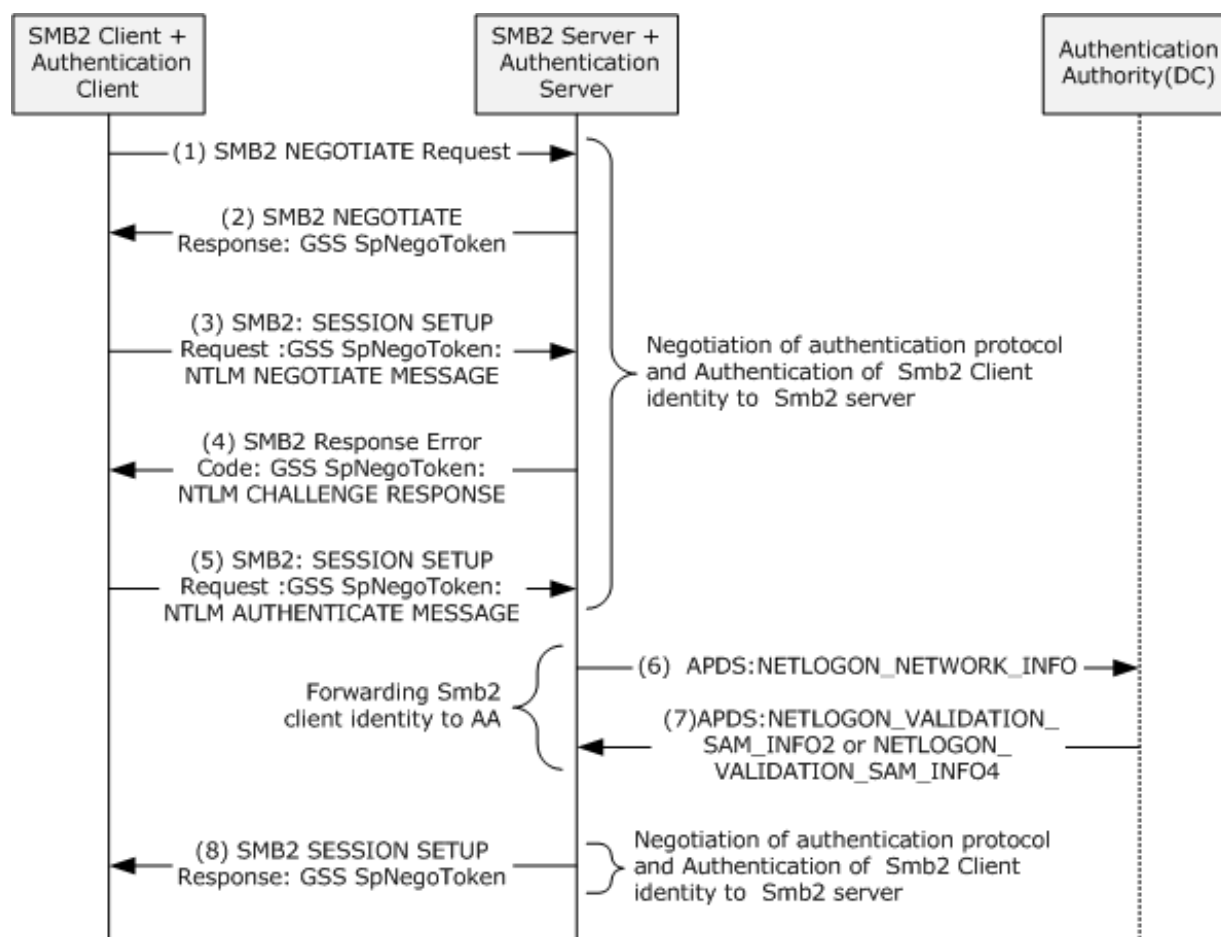 SMB2 Client +
Authentication
Client
SMB2 Server +
Authentication
Server
Authentication
Authority(DC)
(1) SMB2 NEGOTIATE Request
(2) SMB2 NEGOTIATE
Response: GSS SpNegoToken
(3) SMB2: SESSION SETUP
Request :GSS SpNegoToken:
NTLM NEGOTIATE MESSAGE
Negotiation of authentication protocol
and Authentication of Smb2 Client
identity to Smb2 server
(4) SMB2 Response Error
Code: GSS SpNegoToken:
NTLM CHALLENGE RESPONSE
(5) SMB2: SESSION SETUP
Request :GSS SpNegoToken:
NTLM AUTHENTICATE MESSAGE
Forwarding Smb2
client identity to AA
(6) APDS:NETLOGON_NETWORK_INFO
(7)APDS:NETLOGON_VALIDATION_
SAM_INFO2 or NETLOGON_
VALIDATION_SAM_INFO4
(8) SMB2 SESSION SETUP
Response: GSS SpNegoToken
Negotiation of authentication protocol
and Authentication of Smb2 Client
identity to Smb2 server